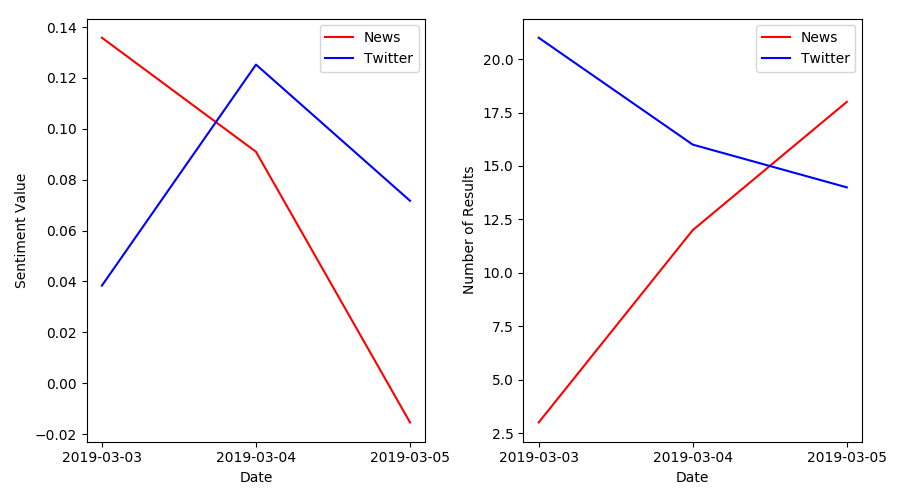 0.14
0.12
0.10
0.08
0.06
0.04
0.02
0.00
−0.02
Sentiment Value
2019-03-03 2019-03-04 2019-03-05
Date
News
Twitter
20.0
17.5
15.0
12.5
10.0
7.5
5.0
2.5
Number of Results
2019-03-03 2019-03-04 2019-03-05
Date
News
Twitter